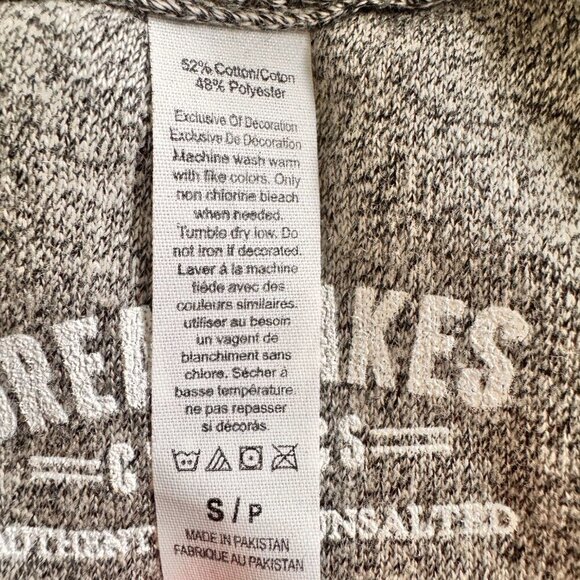 52% Cotton/Coton
48% Polyester
Exclusive Of Decoration
Exclusive De Decoration
Machine wash warm
with like colors. Only
non chlorine bleach
when needed.
Tumble dry low. Do
not iron if decorated.
Laver à la machine
tiède avec des
couleurs similaires.
utiliser au besoin
un vagent de
blanchiment sans
chlore. Sécher à
basse température.
ne pas repasser
si décorás.
S/P
MADE IN PAKISTAN
FABRIQUE AU PAKISTAN
AKES
UNSALTED